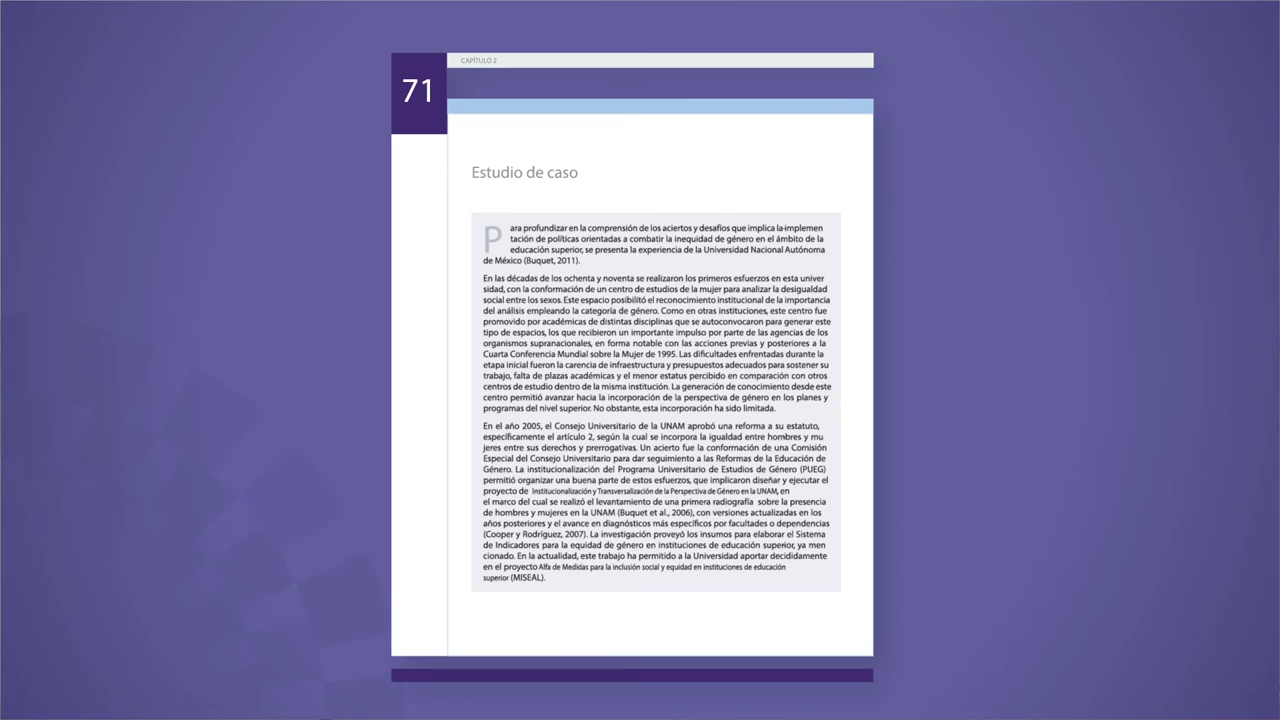 CAPÍTULO 2
71
Estudio de caso
Para profundizar en la comprensión de los aciertos y desafíos que implica la implemen
tación de políticas orientadas a combatir la inequidad de género en el ámbito de la
educación superior, se presenta la experiencia de la Universidad Nacional Autónoma
de México (Buquet, 2011).
En las décadas de los ochenta y noventa se realizaron los primeros esfuerzos en esta univer
sidad, con la conformación de un centro de estudios de la mujer para analizar la desigualdad
social entre los sexos. Este espacio posibilitó el reconocimiento institucional de la importancia
del análisis empleando la categoría de género. Como en otras instituciones, este centro fue
promovido por académicas de distintas disciplinas que se autoconvocaron para generar este
tipo de espacios, los que recibieron un importante impulso por parte de las agencias de los
organismos supranacionales, en forma notable con las acciones previas y posteriores a la
Cuarta Conferencia Mundial sobre la Mujer de 1995. Las dificultades enfrentadas durante la
etapa inicial fueron la carencia de infraestructura y presupuestos adecuados para sostener su
trabajo, falta de plazas académicas y el menor estatus percibido en comparación con otros
centros de estudio dentro de la misma institución. La generación de conocimiento desde este
centro permitió avanzar hacia la incorporación de la perspectiva de género en los planes y
programas del nivel superior. No obstante, esta incorporación ha sido limitada.
En el año 2005, el Consejo Universitario de la UNAM aprobó una reforma a su estatuto,
específicamente el artículo 2, según la cual se incorpora la igualdad entre hombres y mu
jeres entre sus derechos y prerrogativas. Un acierto fue la conformación de una Comisión
Especial del Consejo Universitario para dar seguimiento a las Reformas de la Educación de
Género. La institucionalización del Programa Universitario de Estudios de Género (PUEG)
permitió organizar una buena parte de estos esfuerzos, que implicaron diseñar y ejecutar el
proyecto de Institucionalización y Transversalización de la Perspectiva de Género en la UNAM, en
el marco del cual se realizó el levantamiento de una primera radiografía sobre la presencia
de hombres y mujeres en la UNAM (Buquet et al., 2006), con versiones actualizadas en los
años posteriores y el avance en diagnósticos más específicos por facultades o dependencias
(Cooper y Rodríguez, 2007). La investigación proveyó los insumos para elaborar el Sistema
de Indicadores para la equidad de género en instituciones de educación superior, ya men
cionado. En la actualidad, este trabajo ha permitido a la Universidad aportar decididamente
en el proyecto Alfa de Medidas para la inclusión social y equidad en instituciones de educación
superior (MISEAL).